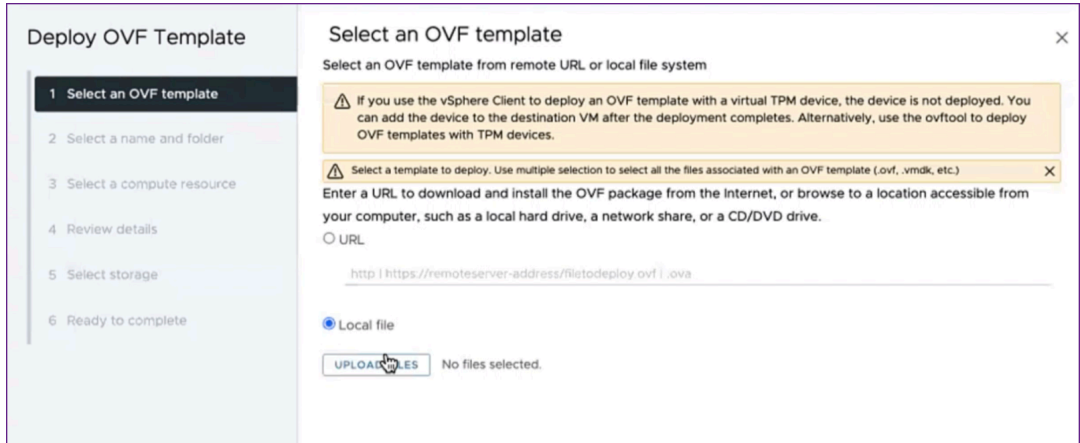 Deploy OVF Template
1 Select an OVF template
2 Select a name and folder
3 Select a compute resource
4 Review details
5 Select storage
6 Ready to complete
Select an OVF template
Select an OVF template from remote URL or local file system
If you use the vSphere Client to deploy an OVF template with a virtual TPM device, the device is not deployed. You
can add the device to the destination VM after the deployment completes. Alternatively, use the ovftool to deploy
OVF templates with TPM devices.
Select a template to deploy. Use multiple selection to select all the files associated with an OVF template (.ovf, .vmdk, etc.)
Enter a URL to download and install the OVF package from the Internet, or browse to a location accessible from
your computer, such as a local hard drive, a network share, or a CD/DVD drive.
URL
http | https://remoteserver-address/filetodeploy.ovf | .ova
Local file
UPLOAD FILES No files selected.